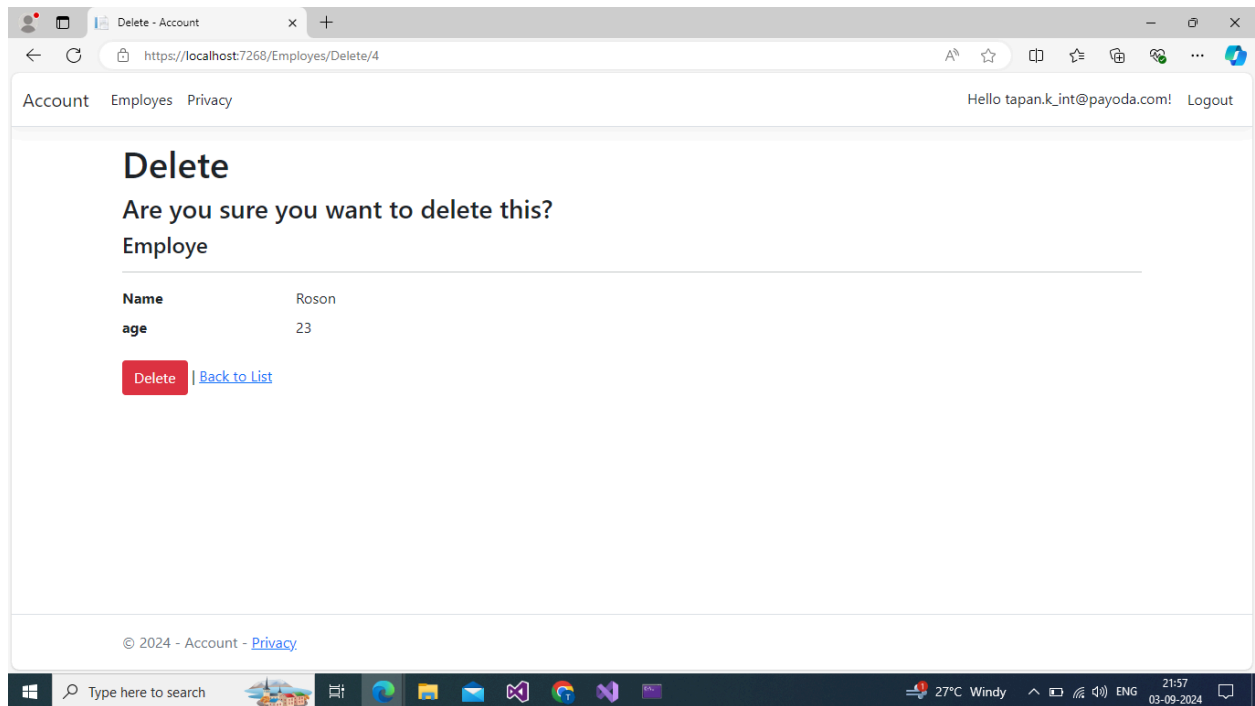 Delete - Account
https://localhost:7268/Employes/Delete/4
Account Employes Privacy Hello tapan.k_int@payoda.com! Logout
Delete
Are you sure you want to delete this?
Employe
Name Roson
age 23
Delete | Back to List
© 2024 - Account - Privacy
Type here to search 27°C Windy ENG 21:57
03-09-2024